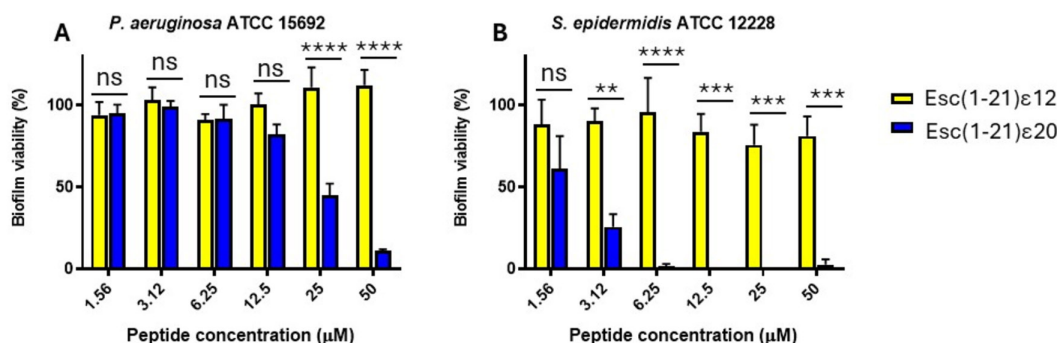 A
P. aeruginosa ATCC 15692
ns
ns
ns
ns
****
****
Biofilm viability (%)
100
50
0
1.56
3.12
6.25
12.5
25
50
Peptide concentration (μM)
B
S. epidermidis ATCC 12228
ns
**
****
***
***
***
Biofilm viability (%)
100
50
0
1.56
3.12
6.25
12.5
25
50
Peptide concentration (μM)
Esc(1-21)ε12
Esc(1-21)ε20